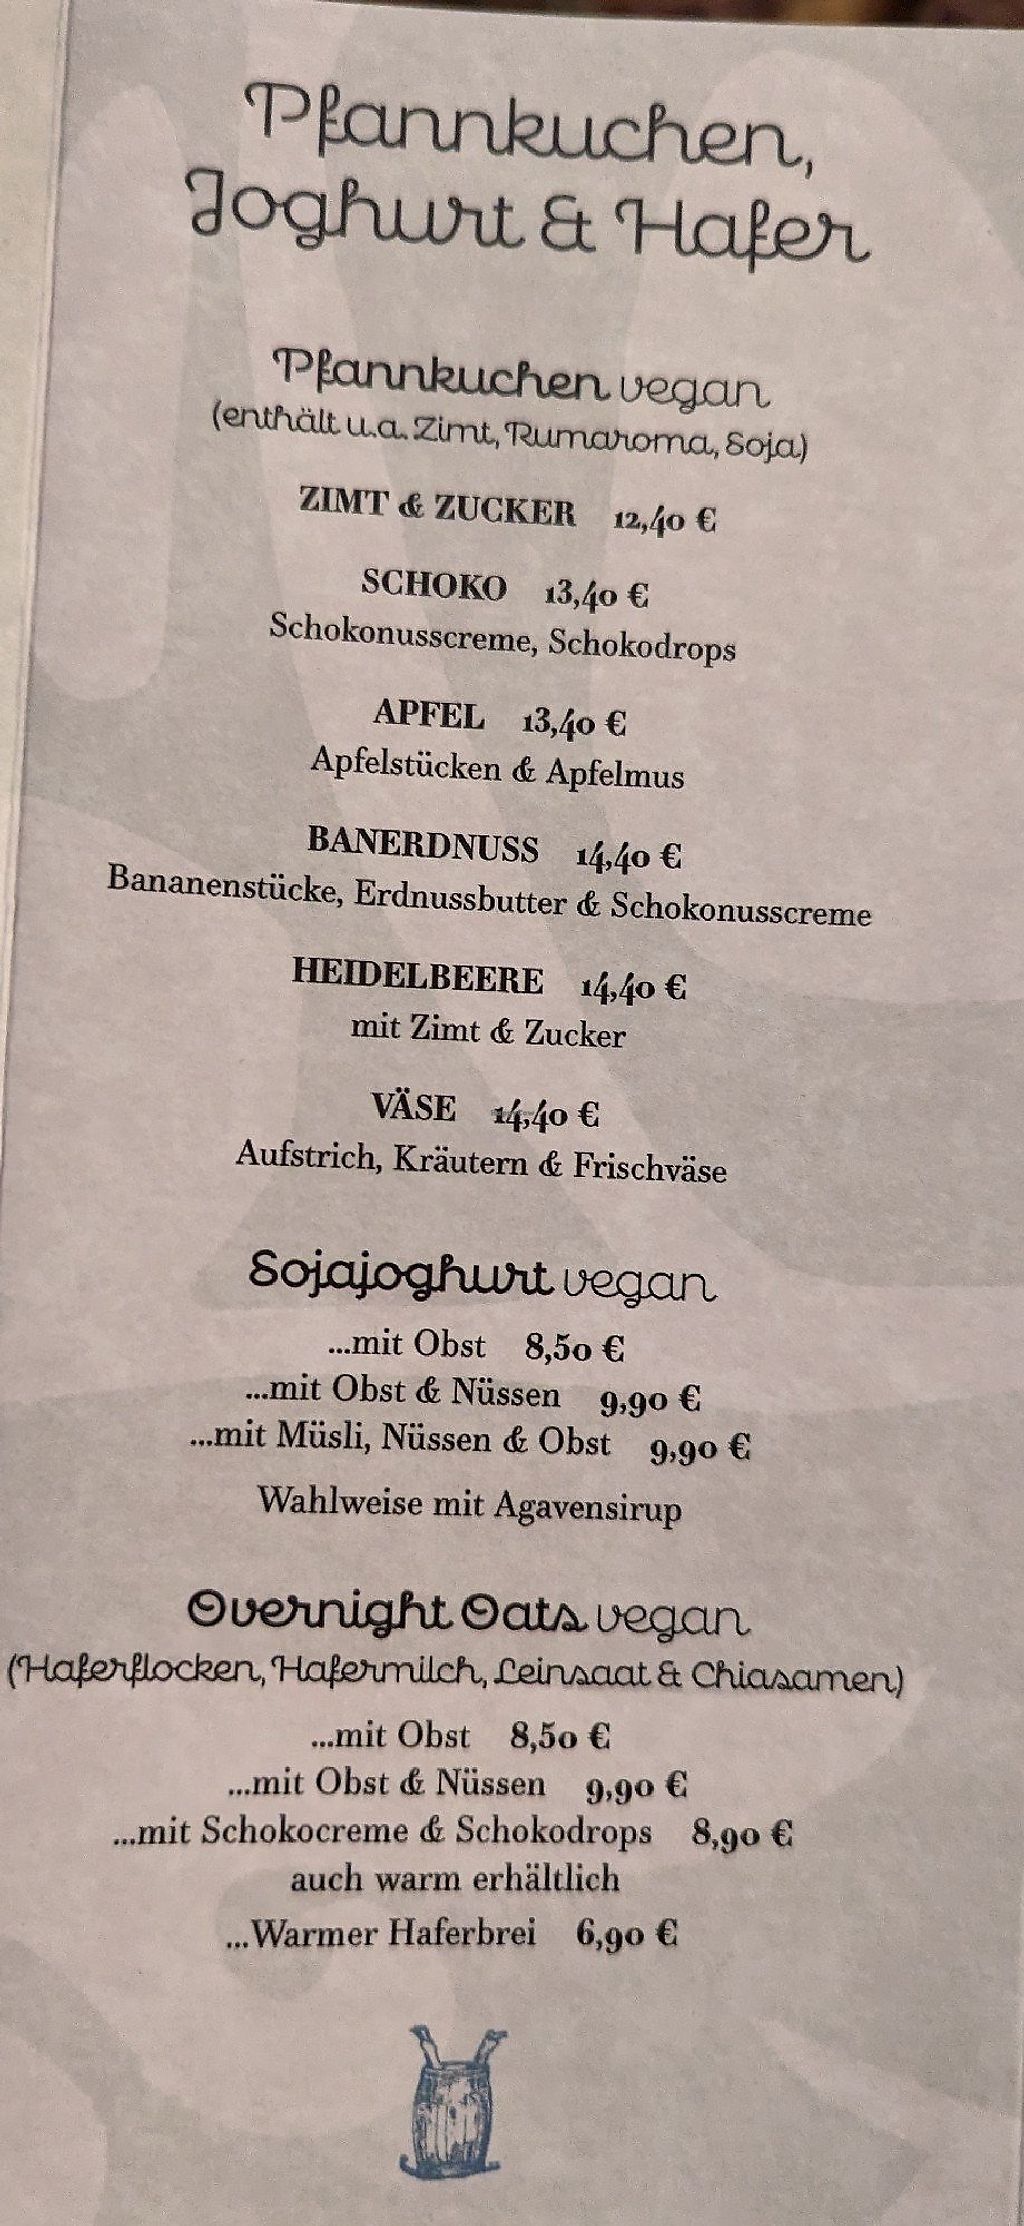 Pfannkuchen,
Joghurt & Hafer
Pfannkuchen vegan
(enthält u.a. Zimt, Rumaroma, Soja)
ZIMT & ZUCKER 12,40 €
SCHOKO 13,40 €
Schokonusscreme, Schokodrops
APFEL 13,40 €
Apfelstücken & Apfelmus
BANERDNUSS 14,40 €
Bananenstücke, Erdnussbutter & Schokonusscreme
HEIDELBEERE 14,40 €
mit Zimt & Zucker
VÄSE 14,40 €
Aufstrich, Kräutern & Frischväse
Sojajoghurt vegan
...mit Obst 8,50 €
...mit Obst & Nüssen 9,90 €
...mit Müsli, Nüssen & Obst 9,90 €
Wahlweise mit Agavensirup
Overnight Oats vegan
(Haferflocken, Hafermilch, Leinsaat & Chiasamen)
...mit Obst 8,50 €
...mit Obst & Nüssen 9,90 €
...mit Schokocreme & Schokodrops 8,90 €
auch warm erhältlich
...Warmer Haferbrei 6,90 €